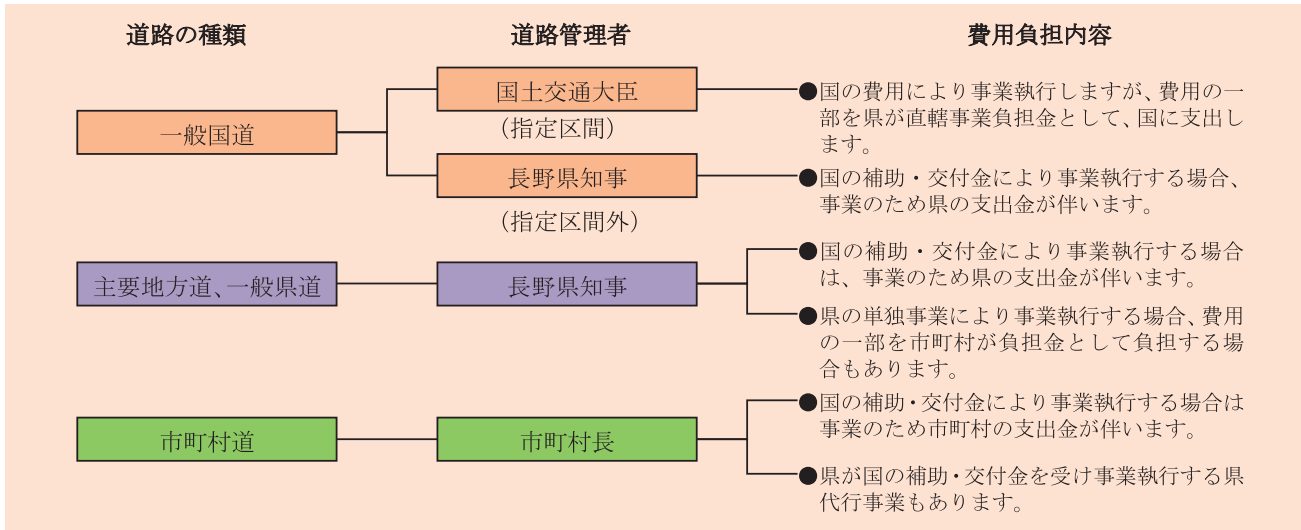 道路の種類
道路管理者
費用負担内容
一般国道
国土交通大臣
（指定区間）
●国の費用により事業執行しますが、費用の一
部を県が直轄事業負担金として、国に支出し
ます。
長野県知事
（指定区間外）
●国の補助・交付金により事業執行する場合、
事業のため県の支出金が伴います。
主要地方道、一般県道
長野県知事
●国の補助・交付金により事業執行する場合
は、事業のため県の支出金が伴います。
●県の単独事業により事業執行する場合、費用
の一部を市町村が負担金として負担する場
合もあります。
市町村道
市町村長
●国の補助・交付金により事業執行する場合は
事業のため市町村の支出金が伴います。
●県が国の補助・交付金を受け事業執行する県
代行事業もあります。